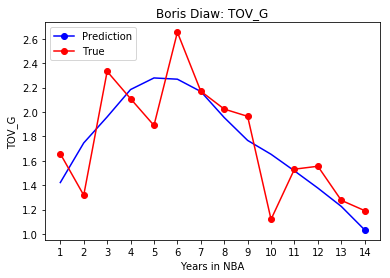 Boris Diaw: TOV_G
Prediction
True
TOV_G
2.6
2.4
2.2
2.0
1.8
1.6
1.4
1.2
1.0
1 2 3 4 5 6 7 8 9 10 11 12 13 14
Years in NBA